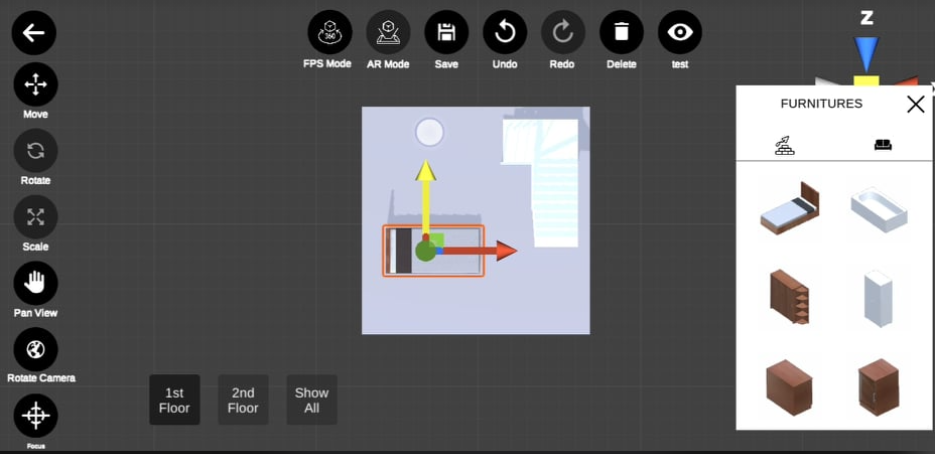 Z
FPS Mode
AR Mode
Save
Undo
Redo
Delete
test
360
FURNITURES
Move
Rotate
Scale
Pan View
Rotate Camera
Focus
1st
Floor
2nd
Floor
Show
All